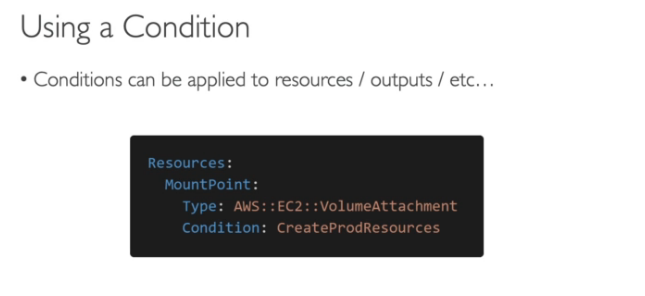 Using a Condition
• Conditions can be applied to resources / outputs / etc…
Resources:
  MountPoint:
    Type: AWS::EC2::VolumeAttachment
    Condition: CreateProdResources